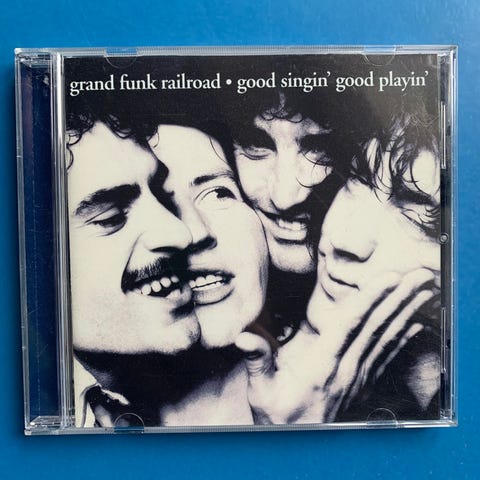 grand funk railroad • good singin’ good playin’